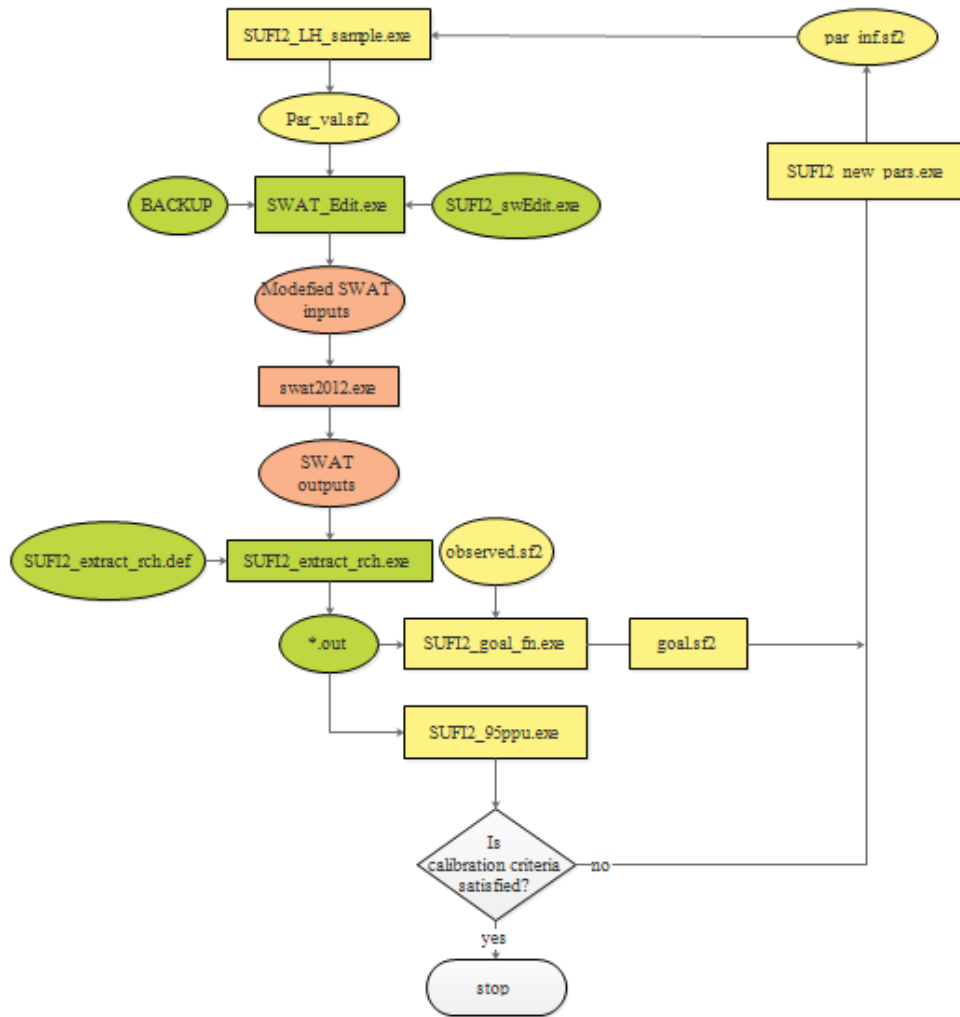 SUFI2_LH_sample.exe
par inf.sf2
Par_val.sf2
SUFI2 new pars.exe
BACKUP
SWAT_Edit.exe
SUFI2_swEdit.exe
Modefied SWAT
inputs
swat2012.exe
SWAT
outputs
observed.sf2
SUFI2_extract_rch.def
SUFI2_extract_rch.exe
*.out
SUFI2_goal_fn.exe
goal.sf2
SUFI2_95ppu.exe
Is
calibration criteria
satisfied?
no
yes
stop